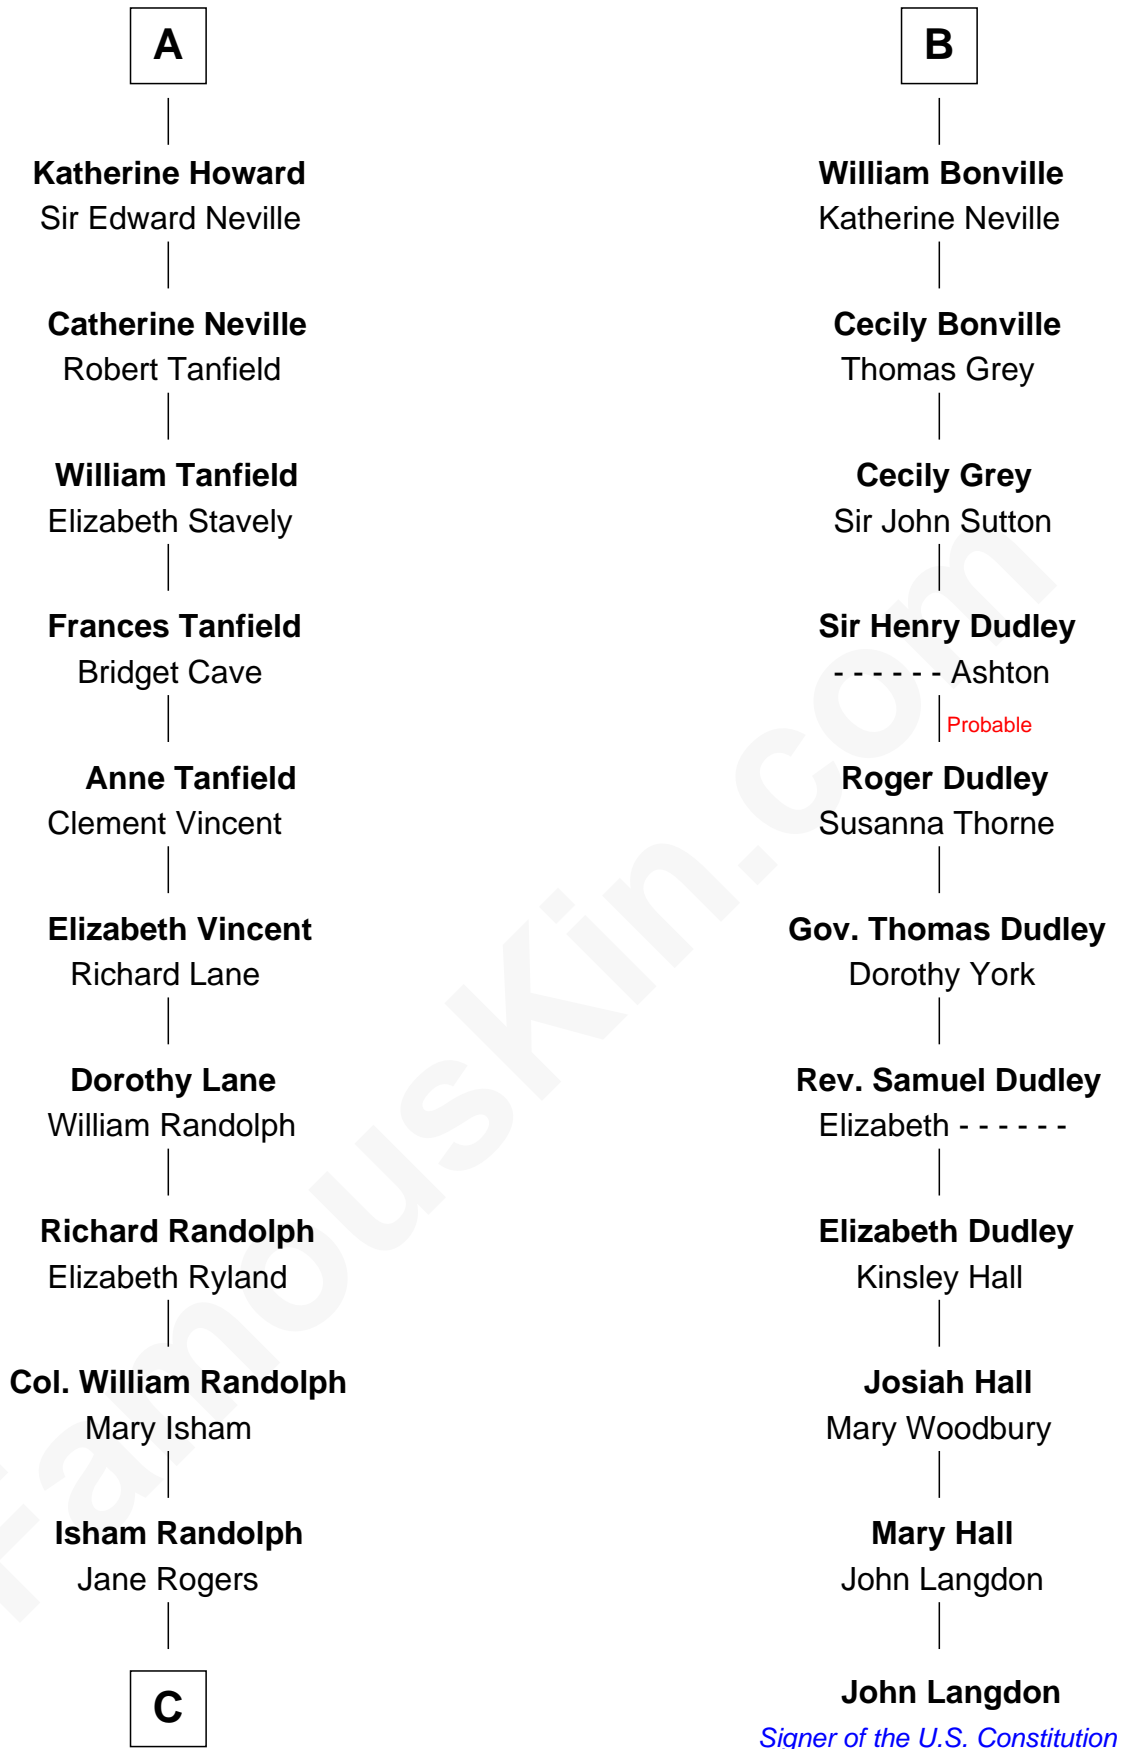 A
Katherine Howard
Sir Edward Neville
Catherine Neville
Robert Tanfield
William Tanfield
Elizabeth Stavely
Frances Tanfield
Bridget Cave
Anne Tanfield
Clement Vincent
Elizabeth Vincent
Richard Lane
Dorothy Lane
William Randolph
Richard Randolph
Elizabeth Ryland
Col. William Randolph
Mary Isham
Isham Randolph
Jane Rogers
C
B
William Bonville
Katherine Neville
Cecily Bonville
Thomas Grey
Cecily Grey
Sir John Sutton
Sir Henry Dudley
- - - - - - Ashton
Probable
Roger Dudley
Susanna Thorne
Gov. Thomas Dudley
Dorothy York
Rev. Samuel Dudley
Elizabeth - - - - - -
Elizabeth Dudley
Kinsley Hall
Josiah Hall
Mary Woodbury
Mary Hall
John Langdon
John Langdon
Signer of the U.S. Constitution
FamousKin.com